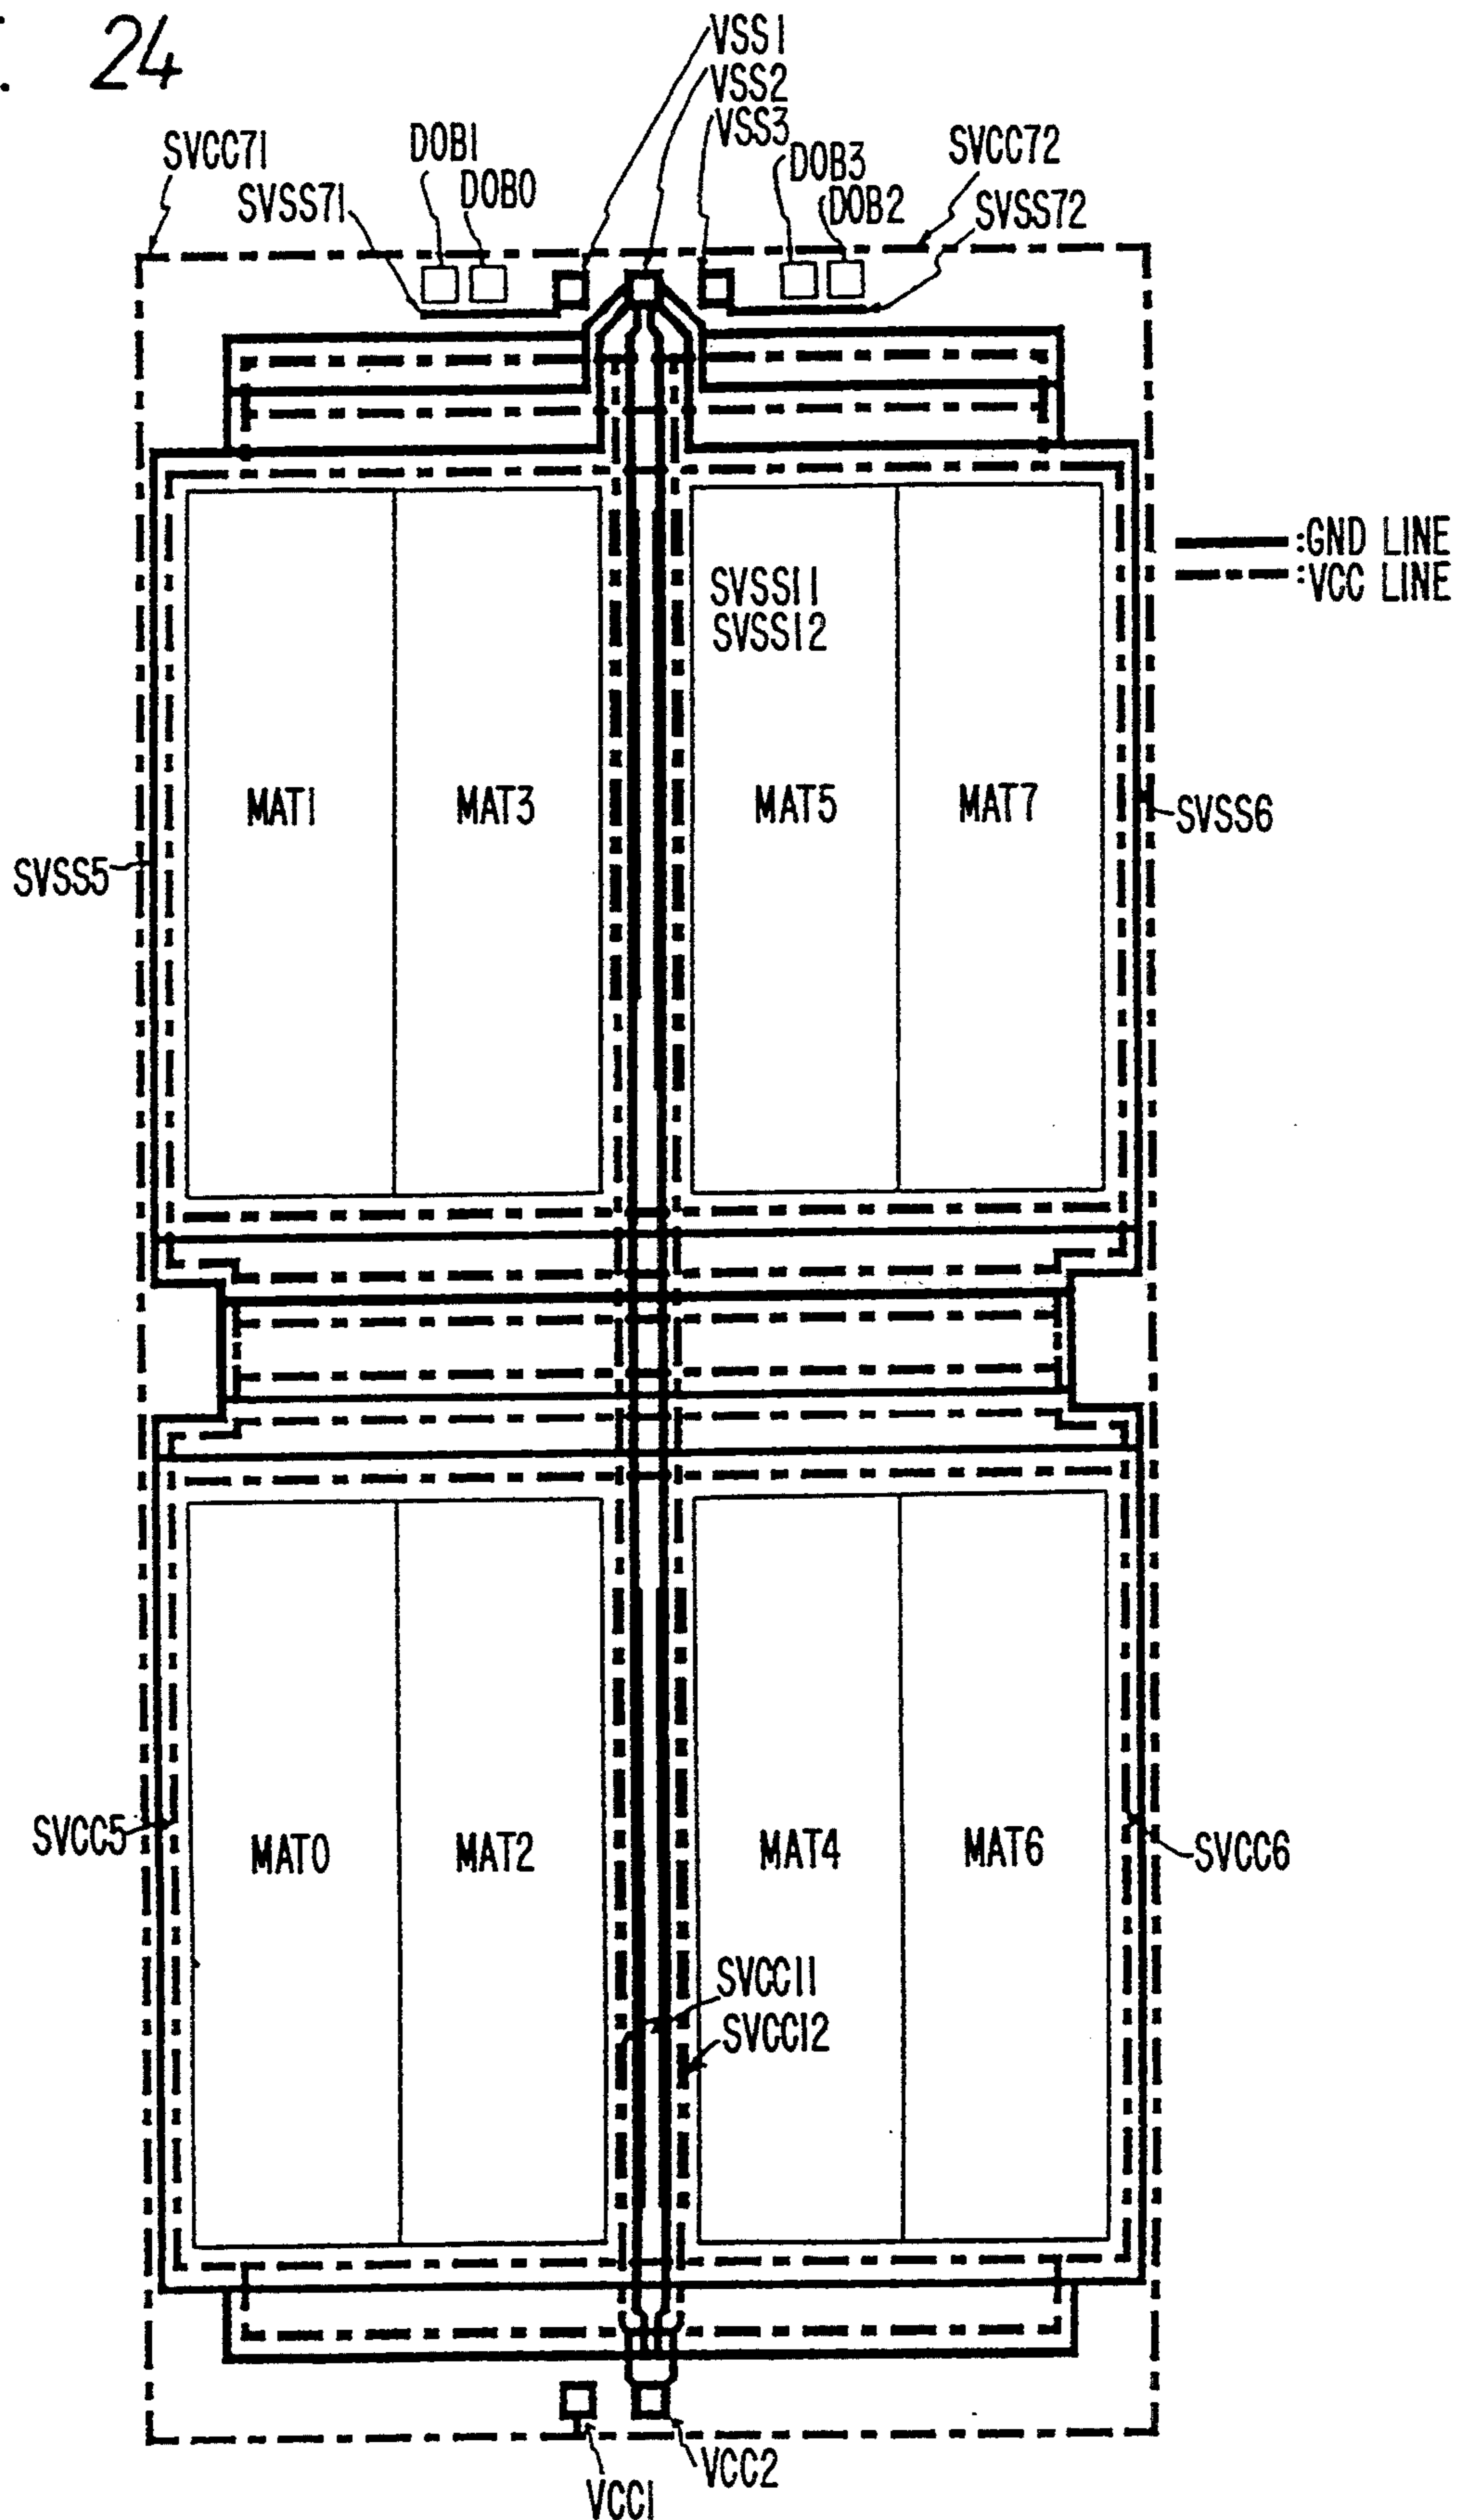 24
VSS1
VSS2
VSS3
SVCC71
DOB1
SVSS71
DOB0
DOB3
DOB2
SVCC72
SVSS72
:GND LINE
:VCC LINE
SVSS11
SVSS12
MAT1
MAT3
MAT5
MAT7
SVSS6
SVSS5
SVCC5
MAT0
MAT2
MAT4
MAT6
SVCC6
SVCC11
SVCC12
VCC2
VCC1